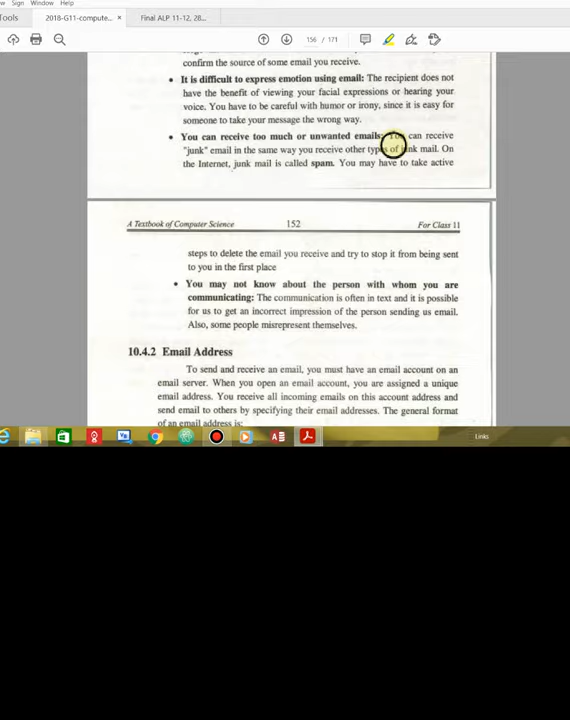 w Sign Window Help
Tools 2018-G11-compute... × Final ALP 11-12, 28...
156 / 171
confirm the source of some email you receive.
• It is difficult to express emotion using email: The recipient does not
have the benefit of viewing your facial expressions or hearing your
voice. You have to be careful with humor or irony, since it is easy for
someone to take your message the wrong way.
• You can receive too much or unwanted emails: You can receive
"junk" email in the same way you receive other types of junk mail. On
the Internet, junk mail is called spam. You may have to take active
A Textbook of Computer Science 152 For Class 11
steps to delete the email you receive and try to stop it from being sent
to you in the first place
• You may not know about the person with whom you are
communicating: The communication is often in text and it is possible
for us to get an incorrect impression of the person sending us email.
Also, some people misrepresent themselves.
10.4.2 Email Address
To send and receive an email, you must have an email account on an
email server. When you open an email account, you are assigned a unique
email address. You receive all incoming emails on this account address and
send email to others by specifying their email addresses. The general format
of an email address is:
Links